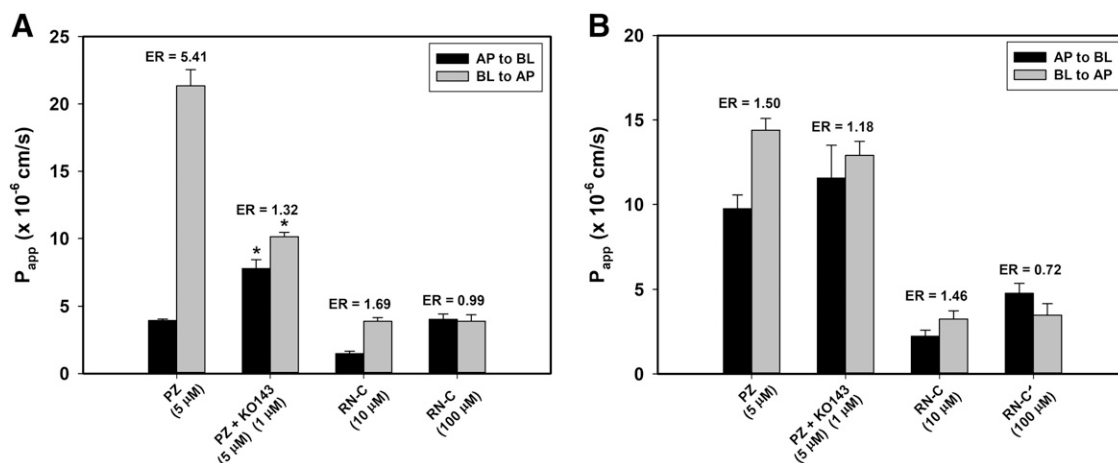 A
B
25
20
15
10
5
0
P app (x 10 -6 cm/s)
AP to BL
BL to AP
ER = 5.41
ER = 1.32
*
*
ER = 1.69
ER = 0.99
PZ
(5 µM)
PZ + KO143
(5 µM) (1 µM)
RN-C
(10 µM)
RN-C
(100 µM)
20
15
10
5
0
P app (x 10 -6 cm/s)
AP to BL
BL to AP
ER = 1.50
ER = 1.18
ER = 1.46
ER = 0.72
PZ
(5 µM)
PZ + KO143
(5 µM) (1 µM)
RN-C
(10 µM)
RN-C*
(100 µM)